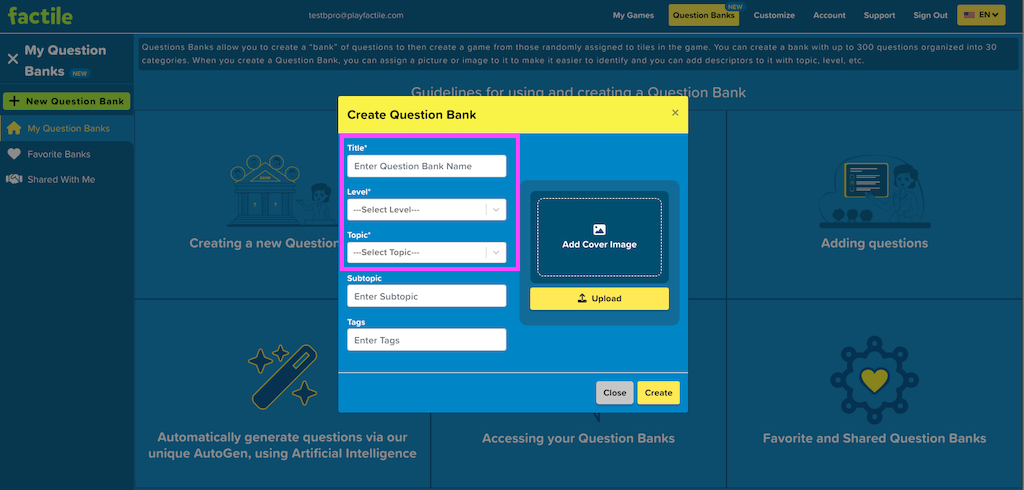 factile
testbpro@playfactile.com
My Games
Question Banks
NEW
Customize
Account
Support
Sign Out
EN
My Question
Banks NEW
+ New Question Bank
My Question Banks
Favorite Banks
Shared With Me
Questions Banks allow you to create a "bank" of questions to then create a game from those randomly assigned to tiles in the game. You can create a bank with up to 300 questions organized into 30
categories. When you create a Question Bank, you can assign a picture or image to it to make it easier to identify and you can add descriptors to it with topic, level, etc.
Guidelines for using and creating a Question Bank
Create Question Bank
×
Title*
Enter Question Bank Name
Level*
---Select Level---
Topic*
---Select Topic---
Subtopic
Enter Subtopic
Tags
Enter Tags
Add Cover Image
Upload
Close
Create
Creating a new Question
Adding questions
Automatically generate questions via our
unique AutoGen, using Artificial Intelligence
Accessing your Question Banks
Favorite and Shared Question Banks